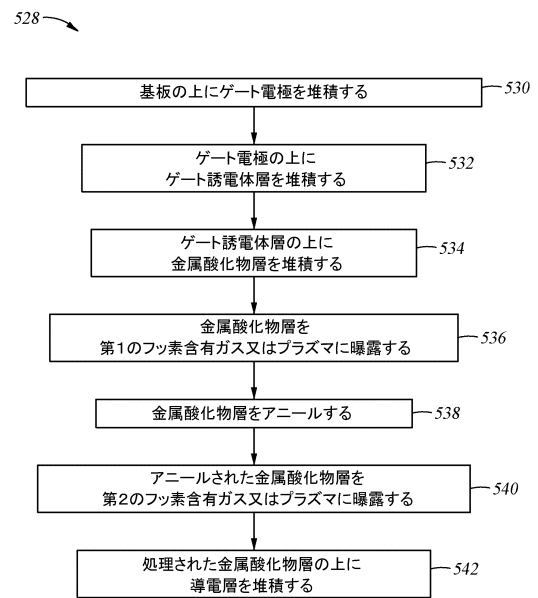 528
基板の上にゲート電極を堆積する
530
ゲート電極の上に
ゲート誘電体層を堆積する
532
ゲート誘電体層の上に
金属酸化物層を堆積する
534
金属酸化物層を
第1のフッ素含有ガス又はプラズマに曝露する
536
金属酸化物層をアニールする
538
アニールされた金属酸化物層を
第2のフッ素含有ガス又はプラズマに曝露する
540
処理された金属酸化物層の上に
導電層を堆積する
542